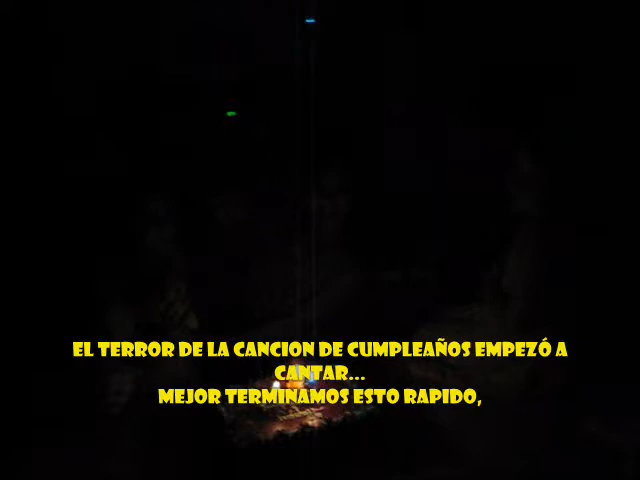 EL TERROR DE LA CANCION DE CUMPLEAÑOS EMPEZÓ A
CANTAR...
MEJOR TERMINAMOS ESTO RAPIDO,